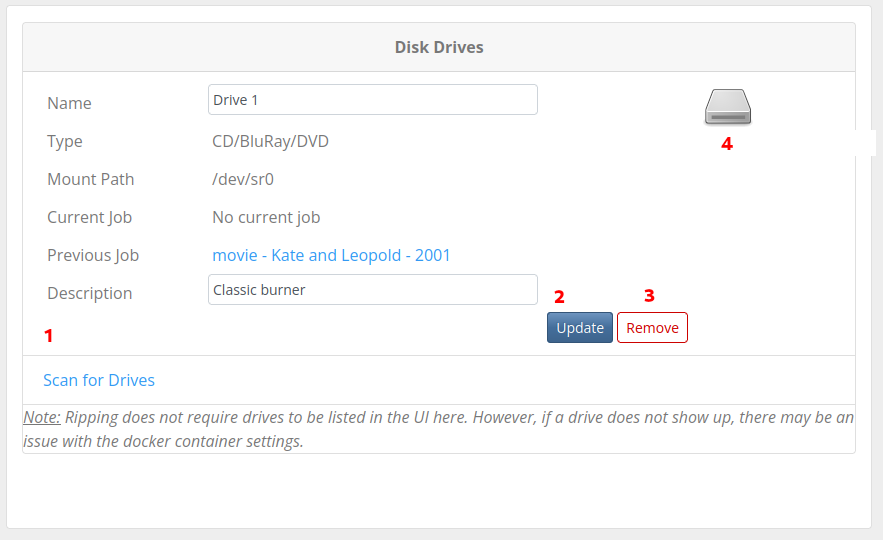 Disk Drives
Name Drive 1
Type CD/BluRay/DVD
4
Mount Path /dev/sr0
Current Job No current job
Previous Job movie - Kate and Leopold - 2001
Description Classic burner
2 3
Update Remove
1
Scan for Drives
Note: Ripping does not require drives to be listed in the UI here. However, if a drive does not show up, there may be an
issue with the docker container settings.